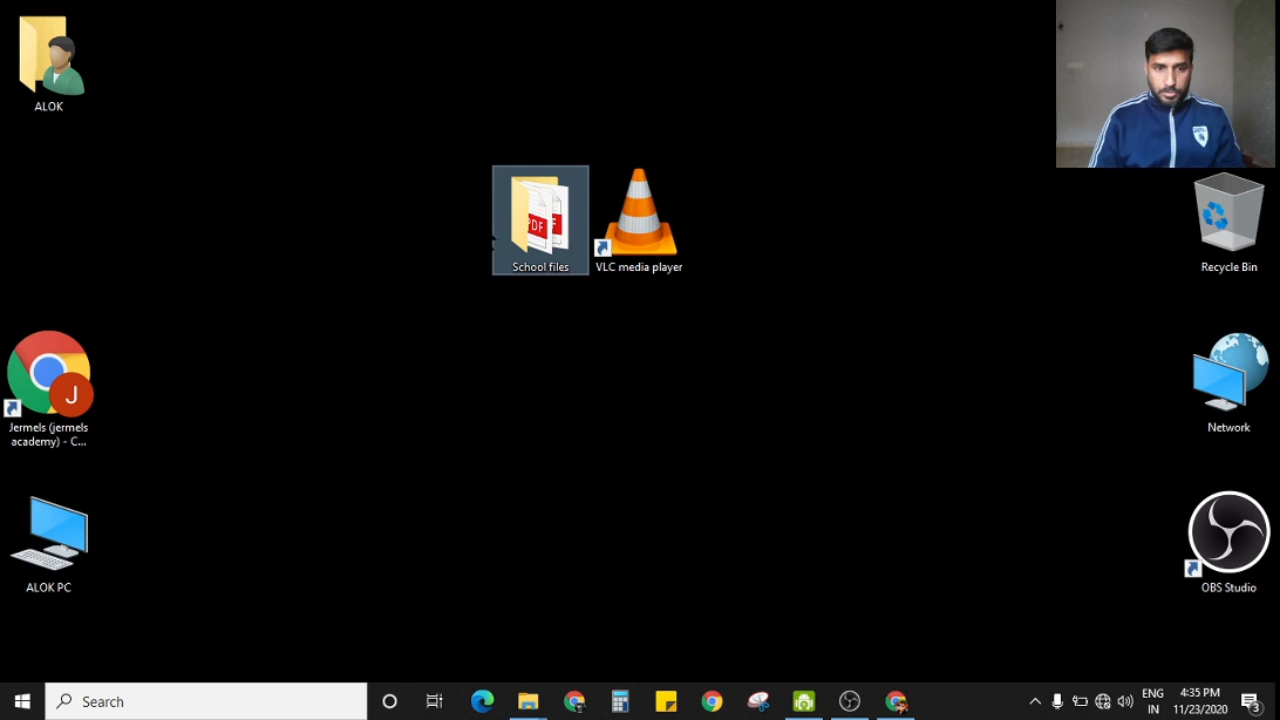 ALOK
PDF
School files
VLC media player
Recycle Bin
J
Jermels (jermels
academy) - C...
Network
ALOK PC
OBS Studio
Search
ENG
IN
4:35 PM
11/23/2020
3